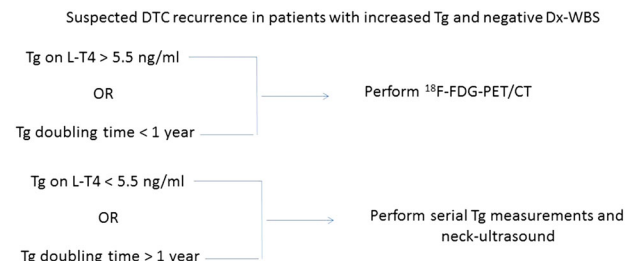 Suspected DTC recurrence in patients with increased Tg and negative Dx-WBS
Tg on L-T4 > 5.5 ng/ml
OR
Tg doubling time < 1 year
Perform ¹⁸F-FDG-PET/CT
Tg on L-T4 < 5.5 ng/ml
OR
Tg doubling time > 1 year
Perform serial Tg measurements and
neck-ultrasound